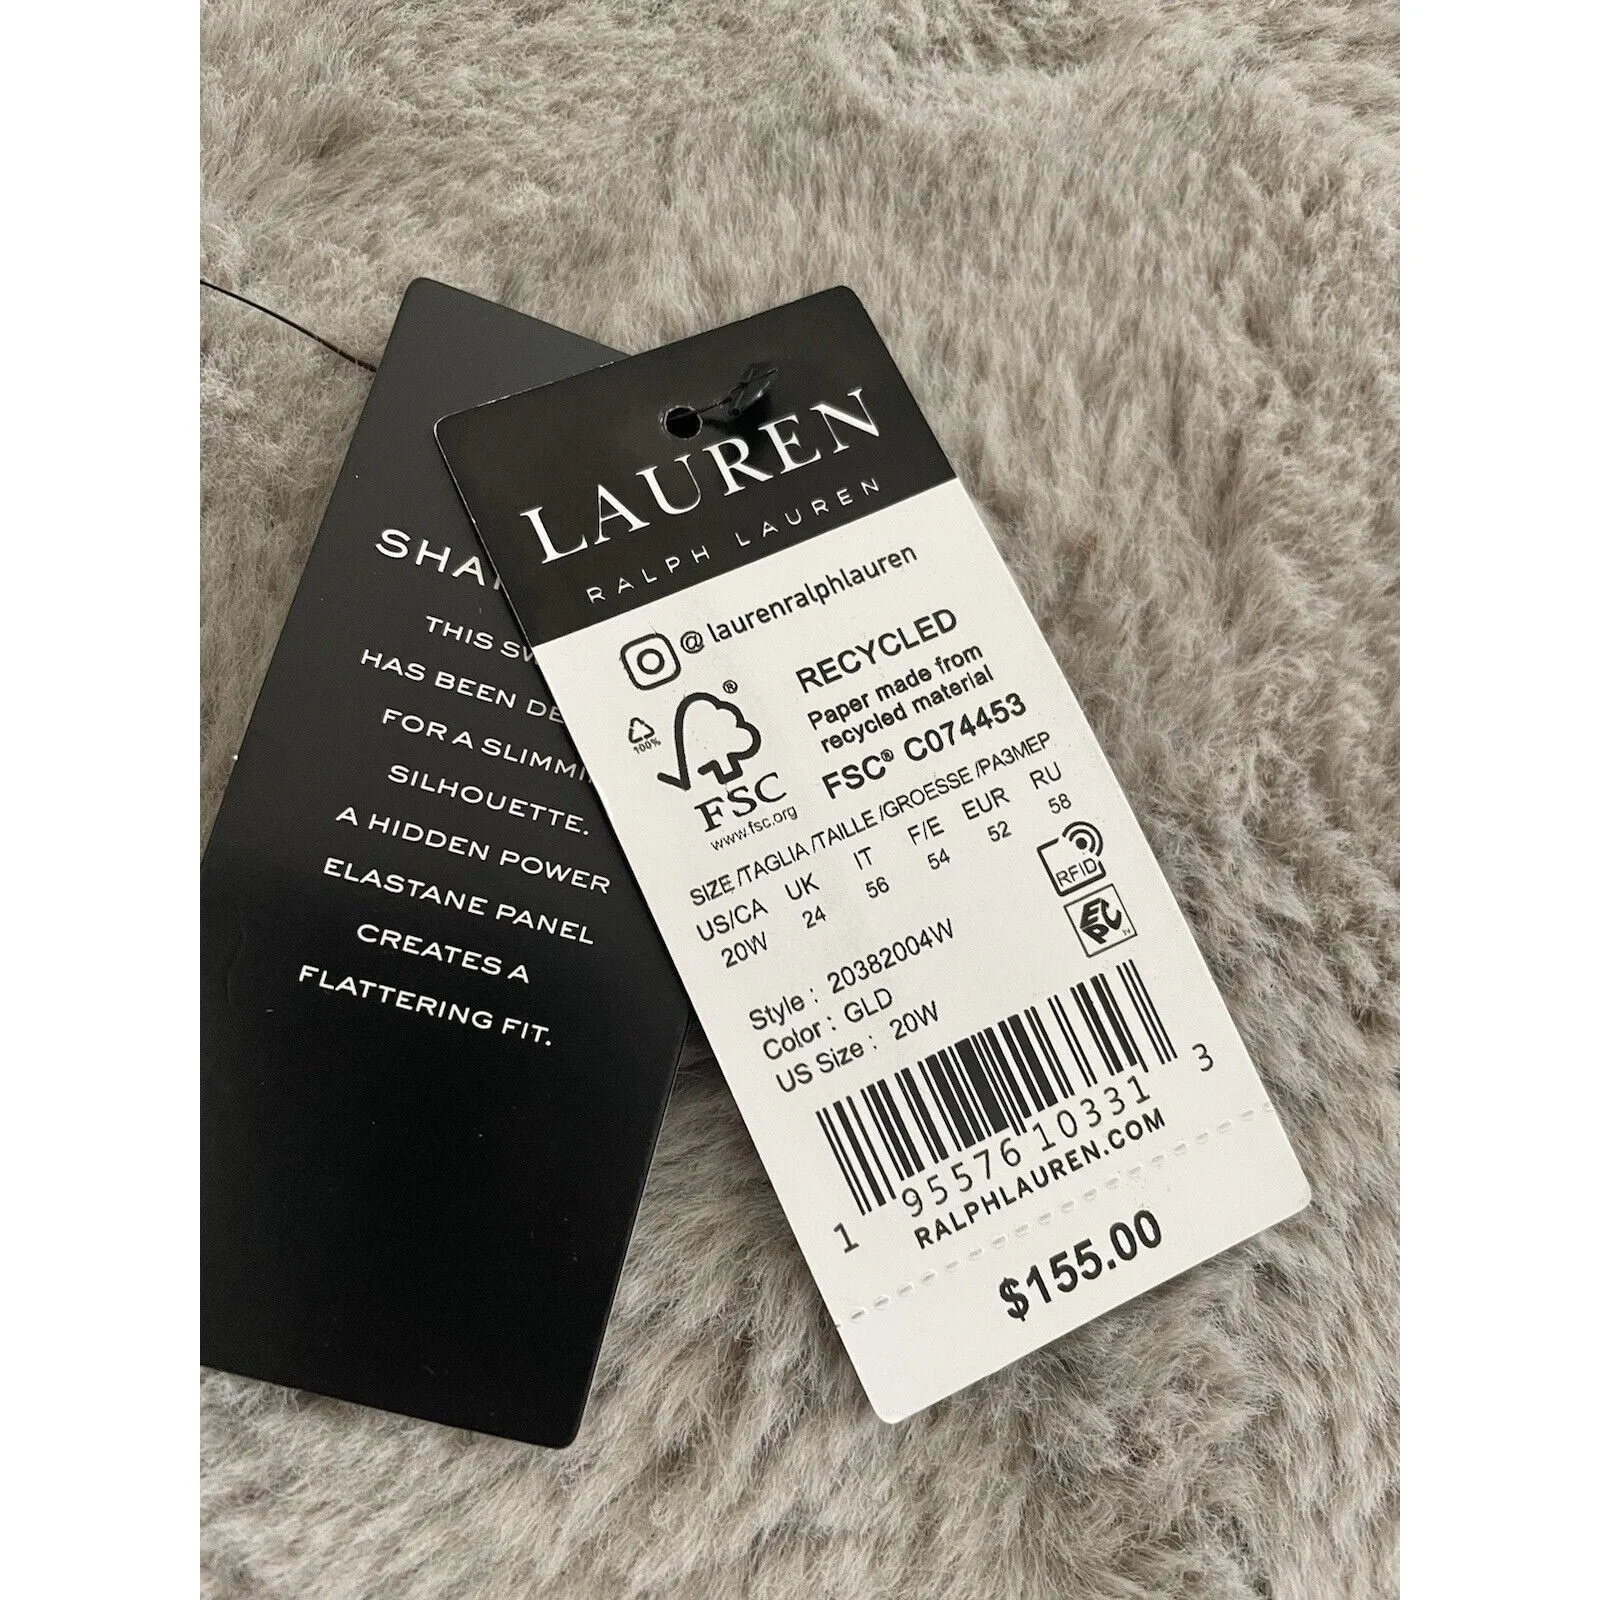 SHA
THIS SW
HAS BEEN DE
FOR A SLIMMI
SILHOUETTE.
A HIDDEN POWER
ELASTANE PANEL
CREATES A
FLATTERING FIT.
LAUREN
RALPH LAUREN
@ laurenralphlauren
100%
FSC®
www.fsc.org
RECYCLED
Paper made from
recycled material
FSC® C074453
SIZE /TAGLIA /TAILLE /GROESSE /PA3MEP
US/CA UK IT F/E EUR RU
20W 24 56 54 52 58
RFID
EPC
Style : 20382004W
Color : GLD
US Size : 20W
1 95576 10331 3
RALPHLAUREN.COM
$155.00